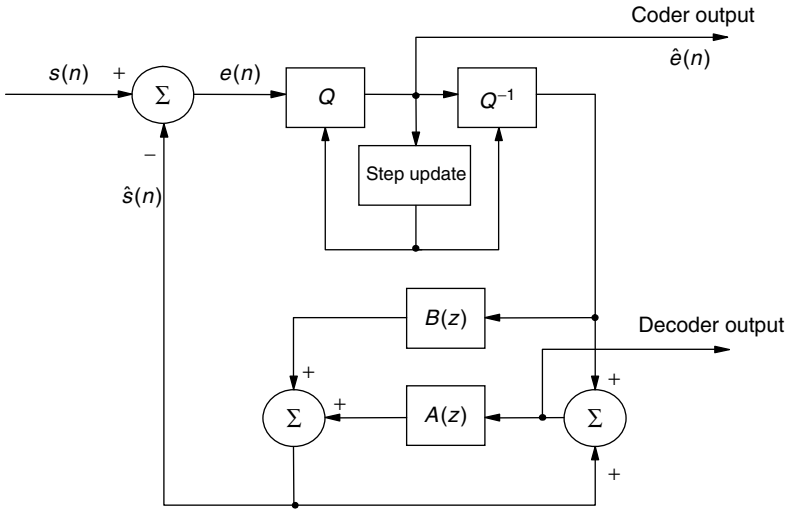 Coder output
s(n)
+
Σ
e(n)
Q
Q⁻¹
ê(n)
−
Step update
ŝ(n)
B(z)
Decoder output
+
+
+
Σ
A(z)
Σ
+